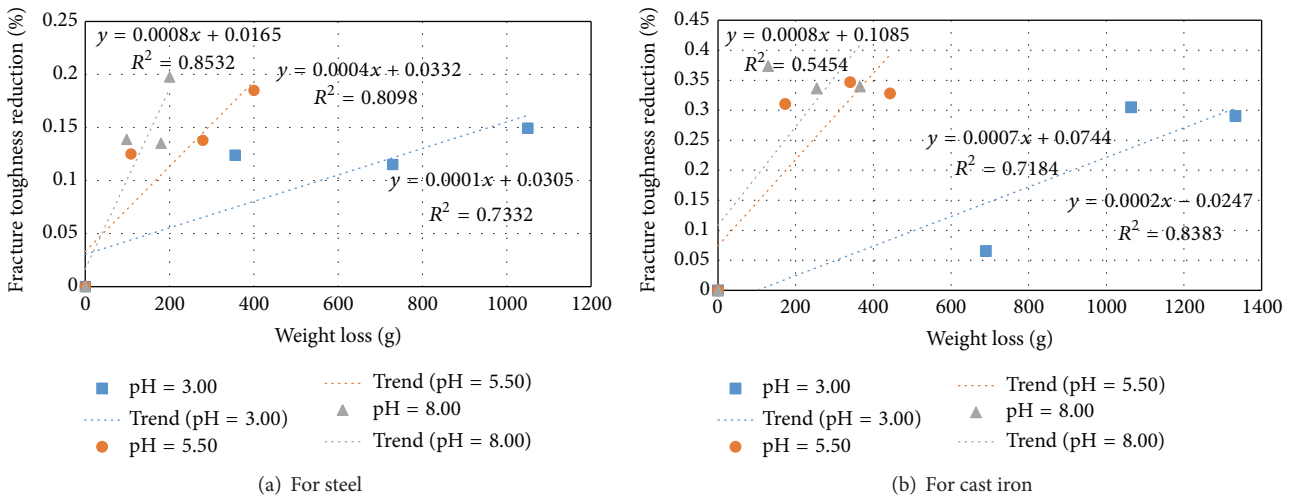 Fracture toughness reduction (%)
0.25
0.2
0.15
0.1
0.05
0
y = 0.0008x + 0.0165
R² = 0.8532
y = 0.0004x + 0.0332
R² = 0.8098
y = 0.0001x + 0.0305
R² = 0.7332
0 200 400 600 800 1000 1200
Weight loss (g)
pH = 3.00
Trend (pH = 3.00)
pH = 5.50
Trend (pH = 5.50)
pH = 8.00
Trend (pH = 8.00)
(a) For steel
Fracture toughness reduction (%)
0.45
0.4
0.35
0.3
0.25
0.2
0.15
0.1
0.05
0
y = 0.0008x + 0.1085
R² = 0.5454
y = 0.0007x + 0.0744
R² = 0.7184
y = 0.0002x − 0.0247
R² = 0.8383
0 200 400 600 800 1000 1200 1400
Weight loss (g)
pH = 3.00
Trend (pH = 3.00)
pH = 5.50
Trend (pH = 5.50)
pH = 8.00
Trend (pH = 8.00)
(b) For cast iron